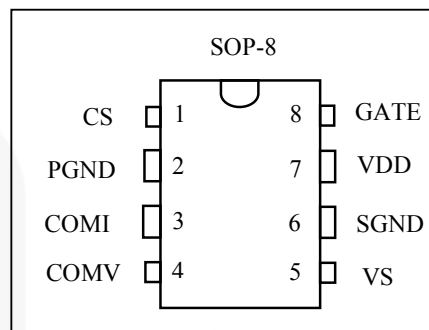 SOP-8
CS 1 8 GATE
PGND 2 7 VDD
COMI 3 6 SGND
COMV 4 5 VS